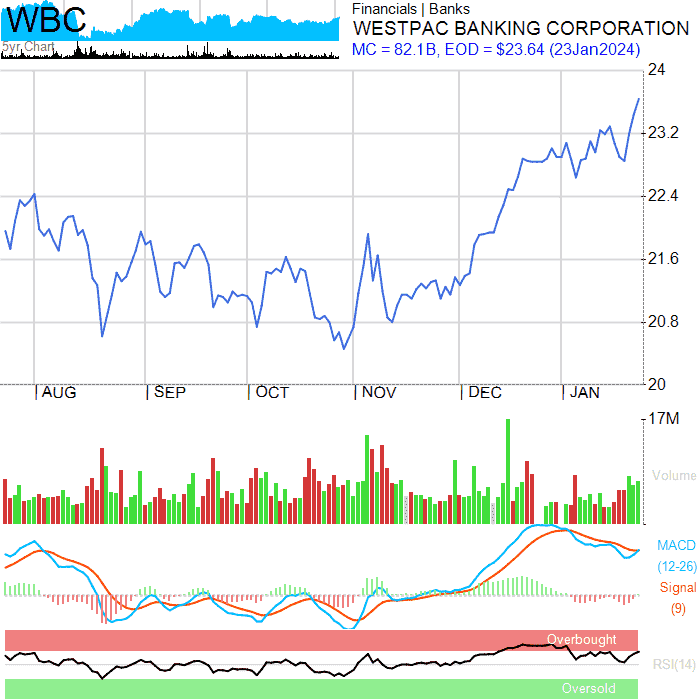 WBC
5yr Chart
Financials | Banks
WESTPAC BANKING CORPORATION
MC = 82.1B, EOD = $23.64 (23Jan2024)
24
23.2
22.4
21.6
20.8
20
| AUG | SEP | OCT | NOV | DEC | JAN
17M
Volume
MACD
(12-26)
Signal
(9)
Overbought
RSI(14)
Oversold